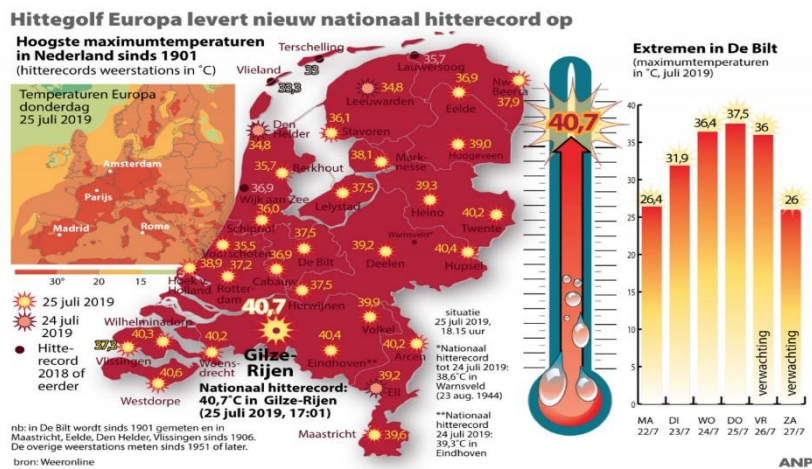 Hittegolf Europa levert nieuw nationaal hitterecord op
Hoogste maximumtemperaturen
in Nederland sinds 1901
(hitterecords weerstations in °C)
Temperaturen Europa
donderdag
25 juli 2019
Amsterdam
Parijs
Madrid
Rome
30° 20 10
25 juli 2019
24 juli
2019
Hitte-
record
2018 of
eerder
Terschelling
33
Vlieland
33,3
35,7
Lauwersoog
34,8
Leeuwarden
36,9
Eelde
Nw-
Beerta
37,9
Den
Helder
34,8
36,1
Stavoren
35,7
Berkhout
38,1
Mark-
nesse
39,0
Hoogeveen
36,9
Wijk aan Zee
37,5
Lelystad
39,3
Heino
40,2
Twente
36,0
Schiphol
35,5
Voorschoten
37,5
De Bilt
39,2
Deelen
Warnsveld*
40,4
Hupsel
38,9
Hoek v.
Holland
37,2
Rotter-
dam
36,9
Cabauw
37,5
Herwijnen
40,7
Gilze-
Rijen
39,9
Volkel
Wilhelminadorp
40,3
37,3
Vlissingen
40,2
Woens-
drecht
40,4
Eindhoven**
40,2
Arcen
40,6
Westdorpe
39,2
Ell
Maastricht
39,6
Nationaal hitterecord:
40,7°C in Gilze-Rijen
(25 juli 2019, 17:01)
nb: in De Bilt wordt sinds 1901 gemeten en in
Maastricht, Eelde, Den Helder, Vlissingen sinds 1906.
De overige weerstations meten sinds 1951 of later.
bron: Weeronline
situatie
25 juli 2019,
18.15 uur
*Nationaal
hitterecord
tot 24 juli 2019:
38,6°C in
Warnsveld
(23 aug. 1944)
**Nationaal
hitterecord
24 juli 2019:
39,3°C in
Eindhoven
40,7
Extremen in De Bilt
(maximumtemperaturen
in °C, juli 2019)
40
35
30
25
20
15
10
5
0
26,4
31,9
36,4
37,5
36
26
verwachting
verwachting
MA DI WO DO VR ZA
22/7 23/7 24/7 25/7 26/7 27/7
ANP